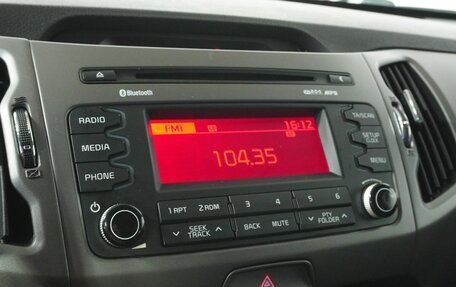 Bluetooth
MP3
RADIO
MEDIA
PHONE
FM1
16:12
104.35
TA/SCAN
SETUP
CLOCK
MENU
1 RPT
2 RDM
3
4
5
6
SEEK
TRACK
BACK
MUTE
PTY
FOLDER